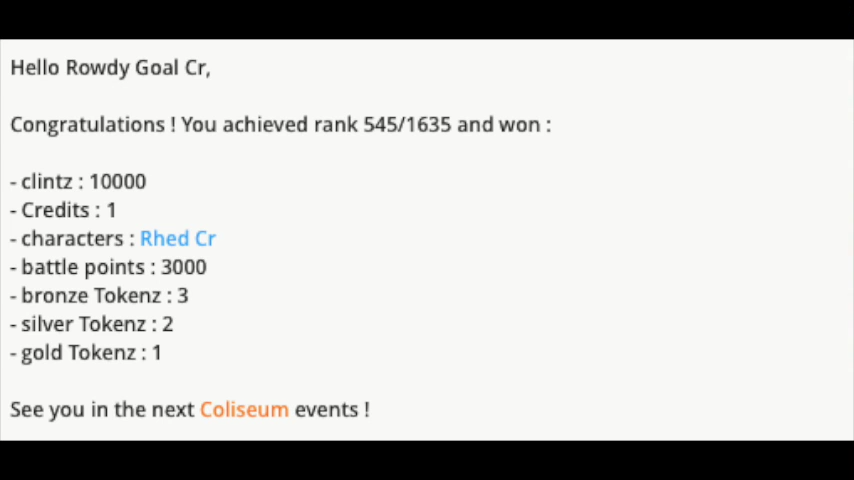 Hello Rowdy Goal Cr,
Congratulations ! You achieved rank 545/1635 and won :
- clintz : 10000
- Credits : 1
- characters : Rhed Cr
- battle points : 3000
- bronze Tokenz : 3
- silver Tokenz : 2
- gold Tokenz : 1
See you in the next Coliseum events !